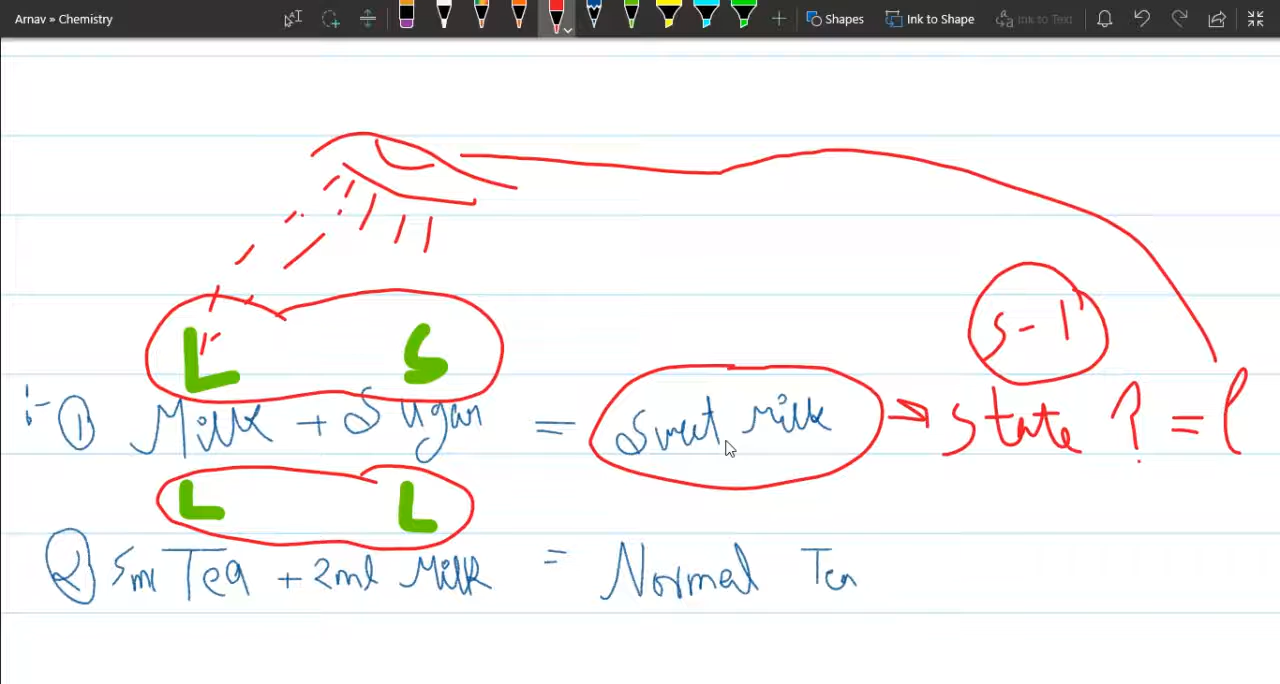 Arnav » Chemistry
Shapes Ink to Shape Ink to Text
L S
s-l
① Milk + Sugar = Sweet Milk → State ? = l
L L
② 5ml Tea + 2ml Milk = Normal Tea